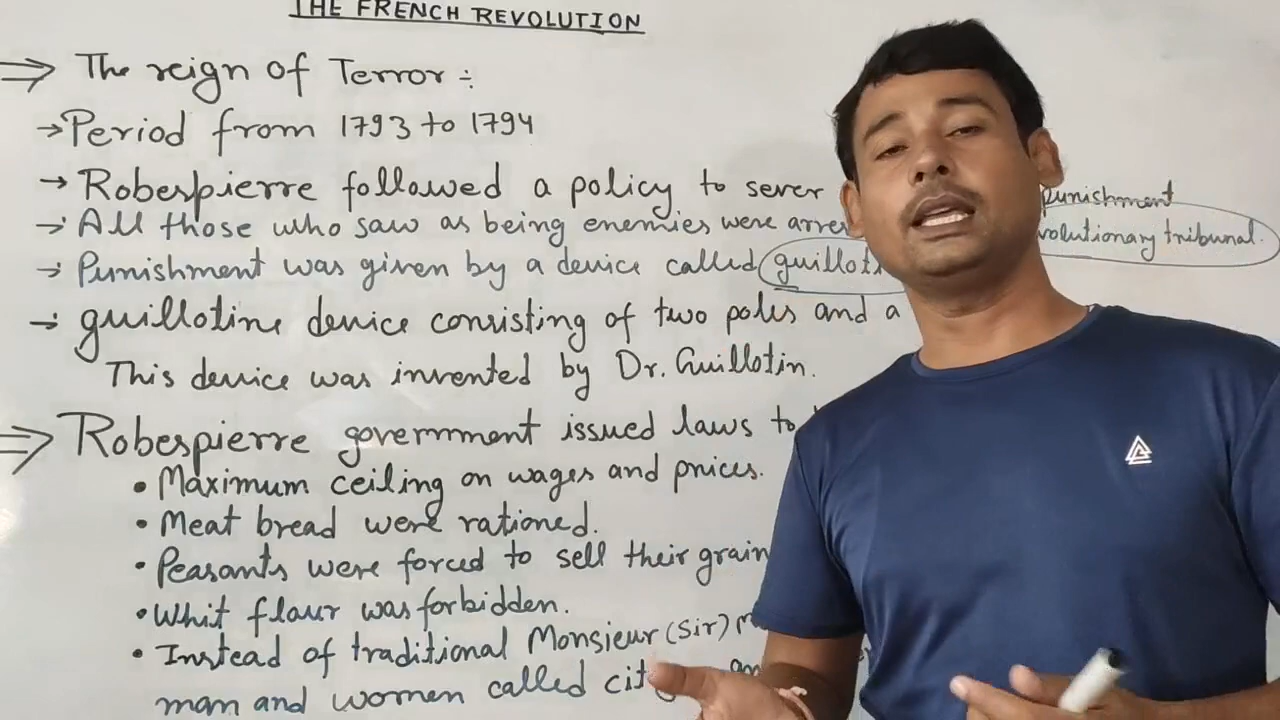 THE FRENCH REVOLUTION
⇒ The reign of Terror ÷
→ Period from 1793 to 1794
→ Robespierre followed a policy to sever punishment
→ All those who saw as being enemies were volutionary tribunal.
→ Punishment was given by a device called
→ guillotine device consisting of two poles and a
This device was invented by Dr. Guillotin.
⇒ Robespierre government issued laws to
• Maximum ceiling on wages and prices.
• Meat bread were rationed.
• Peasants were forced to sell their grain
• Whit flour was forbidden.
• Instead of traditional Monsieur (Sir)
man and women called